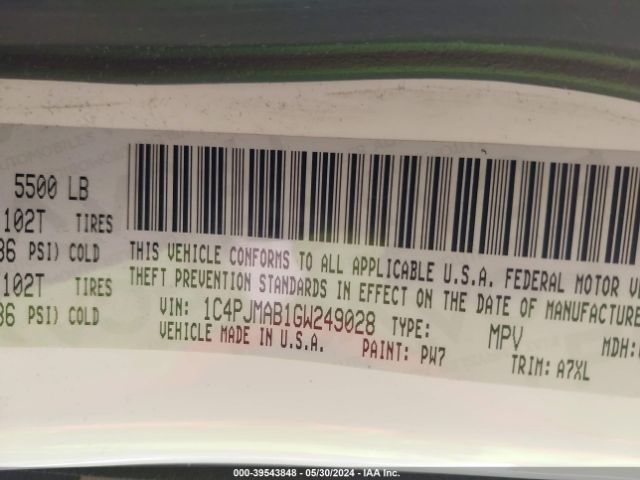 5500 LB
102T TIRES
36 PSI) COLD
102T TIRES
36 PSI) COLD
THIS VEHICLE CONFORMS TO ALL APPLICABLE U.S.A. FEDERAL MOTOR
THEFT PREVENTION STANDARDS IN EFFECT ON THE DATE OF MANUFACTURE
VIN: 1C4PJMAB1GW249028 TYPE: MPV MDH:
VEHICLE MADE IN U.S.A. PAINT: PW7 TRIM: A7XL
000-39543848 - 05/30/2024 - IAA Inc.